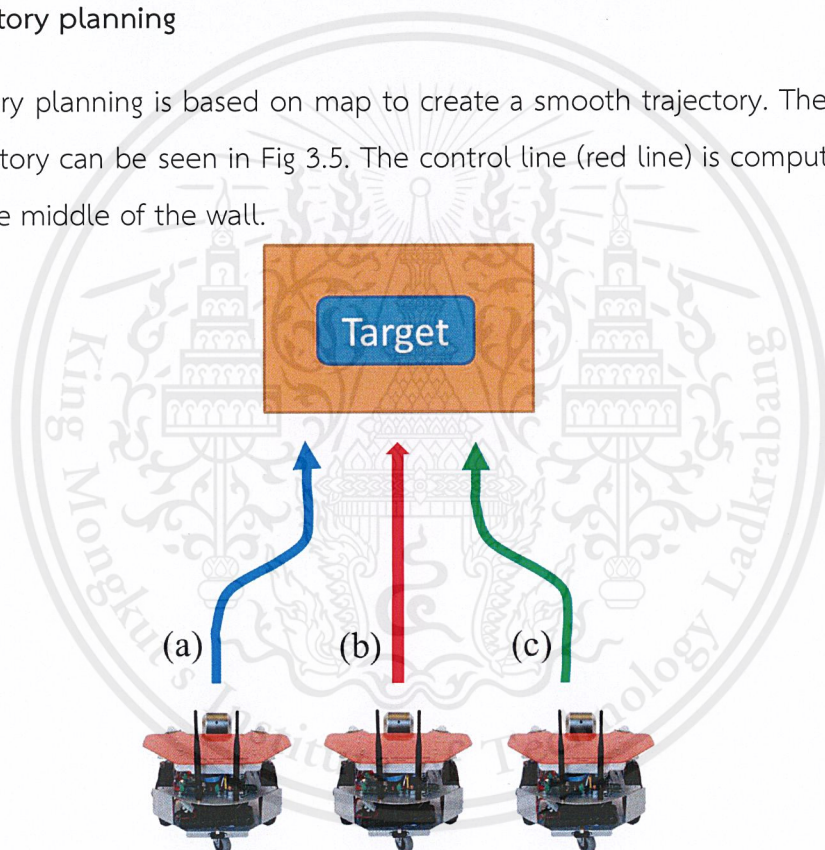 tory planning
ry planning is based on map to create a smooth trajectory. The
tory can be seen in Fig 3.5. The control line (red line) is comput
e middle of the wall.
Target
(a)
(b)
(c)
King Mongkut's Institute of Technology Ladkrabang